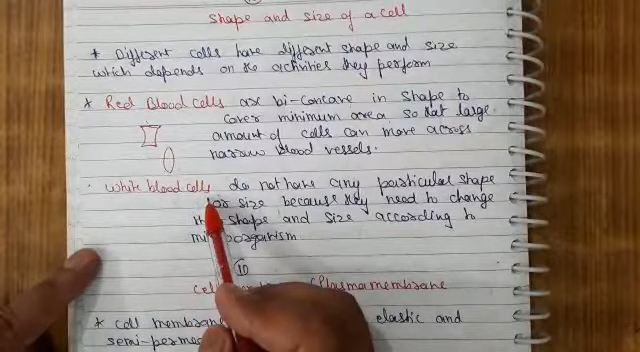 Shape and size of a cell
* Different cells have different shape and size
which depends on the activities they perform
* Red Blood cells are bi-concave in shape to
cover minimum area so that large
amount of cells can move across
narrow blood vessels.
White blood cells do not have any particular shape
or size because they need to change
shape and size according to
10
Plasmamembrane
* Cell elastic and